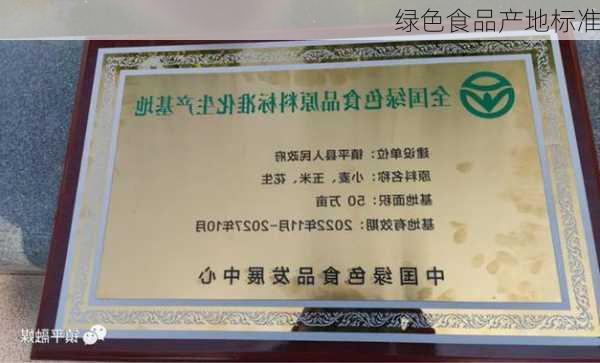 绿色食品产地标准
全国绿色食品原料标准化生产基地
建设单位：镇平县人民政府
原料名称：小麦、玉米、花生
基地面积：50 万亩
基地有效期：2022年11月-2027年10月
中国绿色食品发展中心
镇平融媒